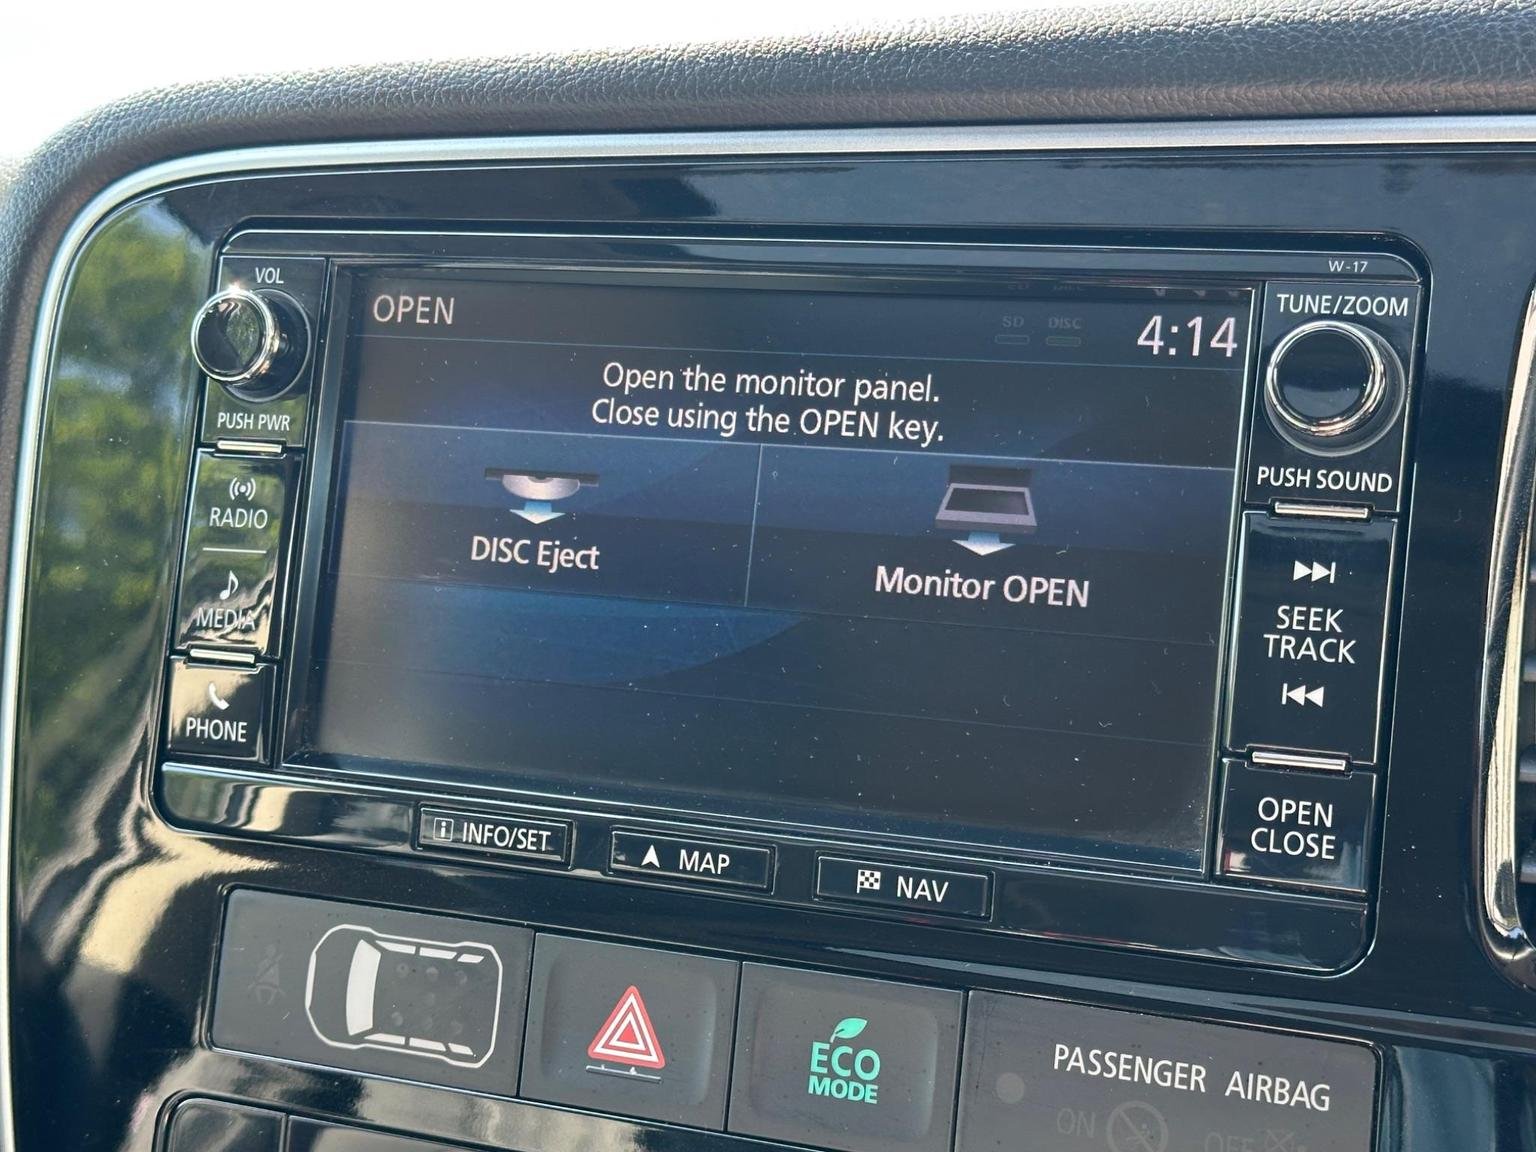 W-17
VOL
PUSH PWR
RADIO
MEDIA
PHONE
OPEN
SD
DISC
4:14
Open the monitor panel.
Close using the OPEN key.
DISC Eject
Monitor OPEN
TUNE/ZOOM
PUSH SOUND
SEEK
TRACK
OPEN
CLOSE
i INFO/SET
MAP
NAV
ECO
MODE
PASSENGER AIRBAG
ON
OFF